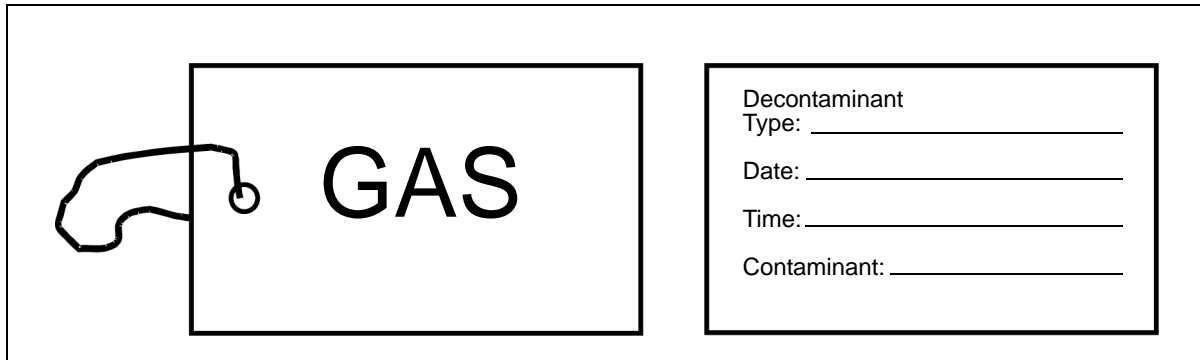 GAS
Decontaminant
Type:
Date:
Time:
Contaminant: